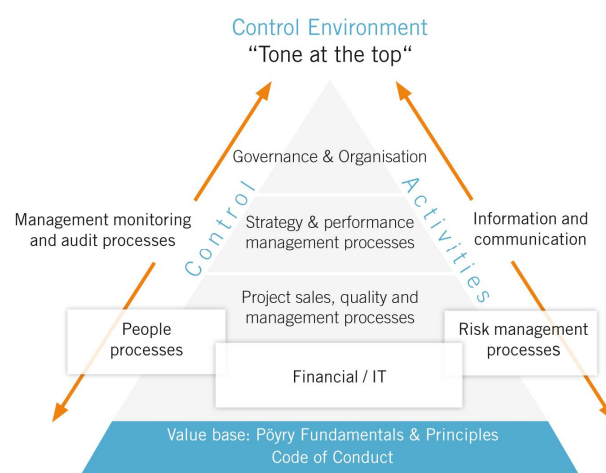 Control Environment
“Tone at the top“
Governance & Organisation
Control
Activities
Management monitoring
and audit processes
Strategy & performance
management processes
Information and
communication
Project sales, quality and
management processes
People
processes
Risk management
processes
Financial / IT
Value base: Pöyry Fundamentals & Principles
Code of Conduct